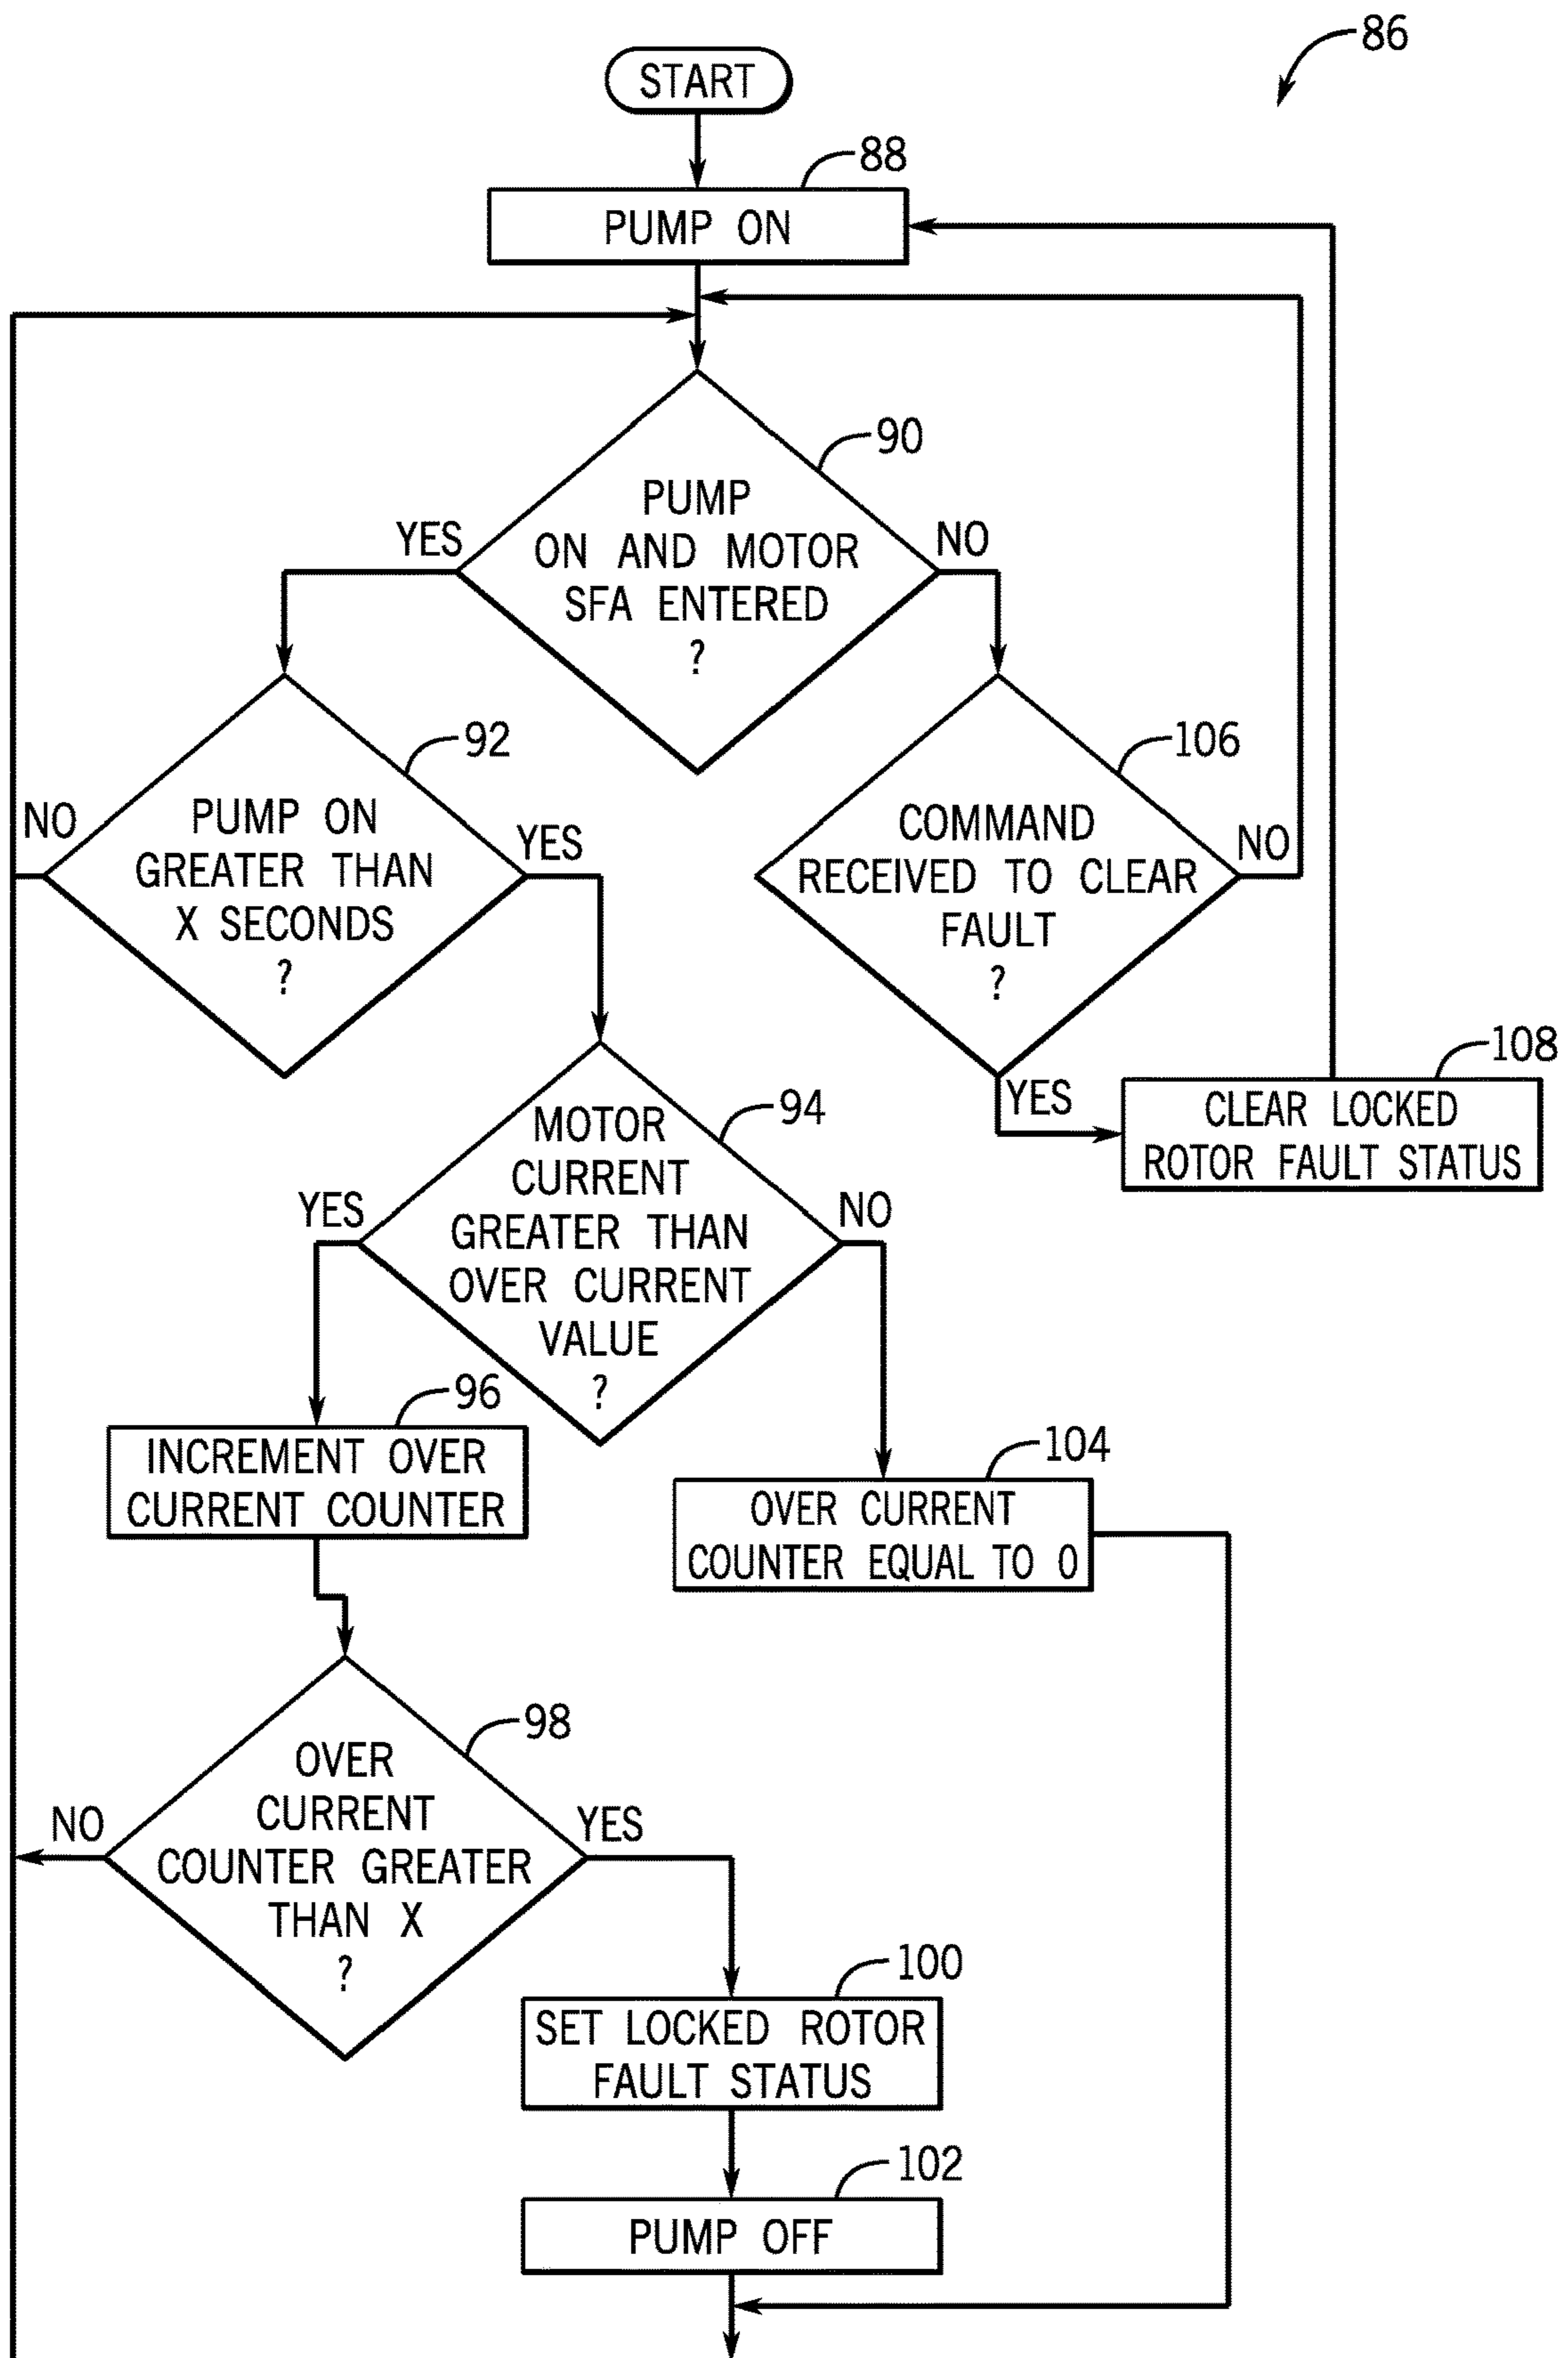 86
START
88
PUMP ON
90
PUMP
ON AND MOTOR
SFA ENTERED
?
YES
NO
92
PUMP ON
GREATER THAN
X SECONDS
?
NO
YES
106
COMMAND
RECEIVED TO CLEAR
FAULT
?
NO
YES
108
CLEAR LOCKED
ROTOR FAULT STATUS
94
MOTOR
CURRENT
GREATER THAN
OVER CURRENT
VALUE
?
YES
NO
96
INCREMENT OVER
CURRENT COUNTER
104
OVER CURRENT
COUNTER EQUAL TO 0
98
OVER
CURRENT
COUNTER GREATER
THAN X
?
NO
YES
100
SET LOCKED ROTOR
FAULT STATUS
102
PUMP OFF